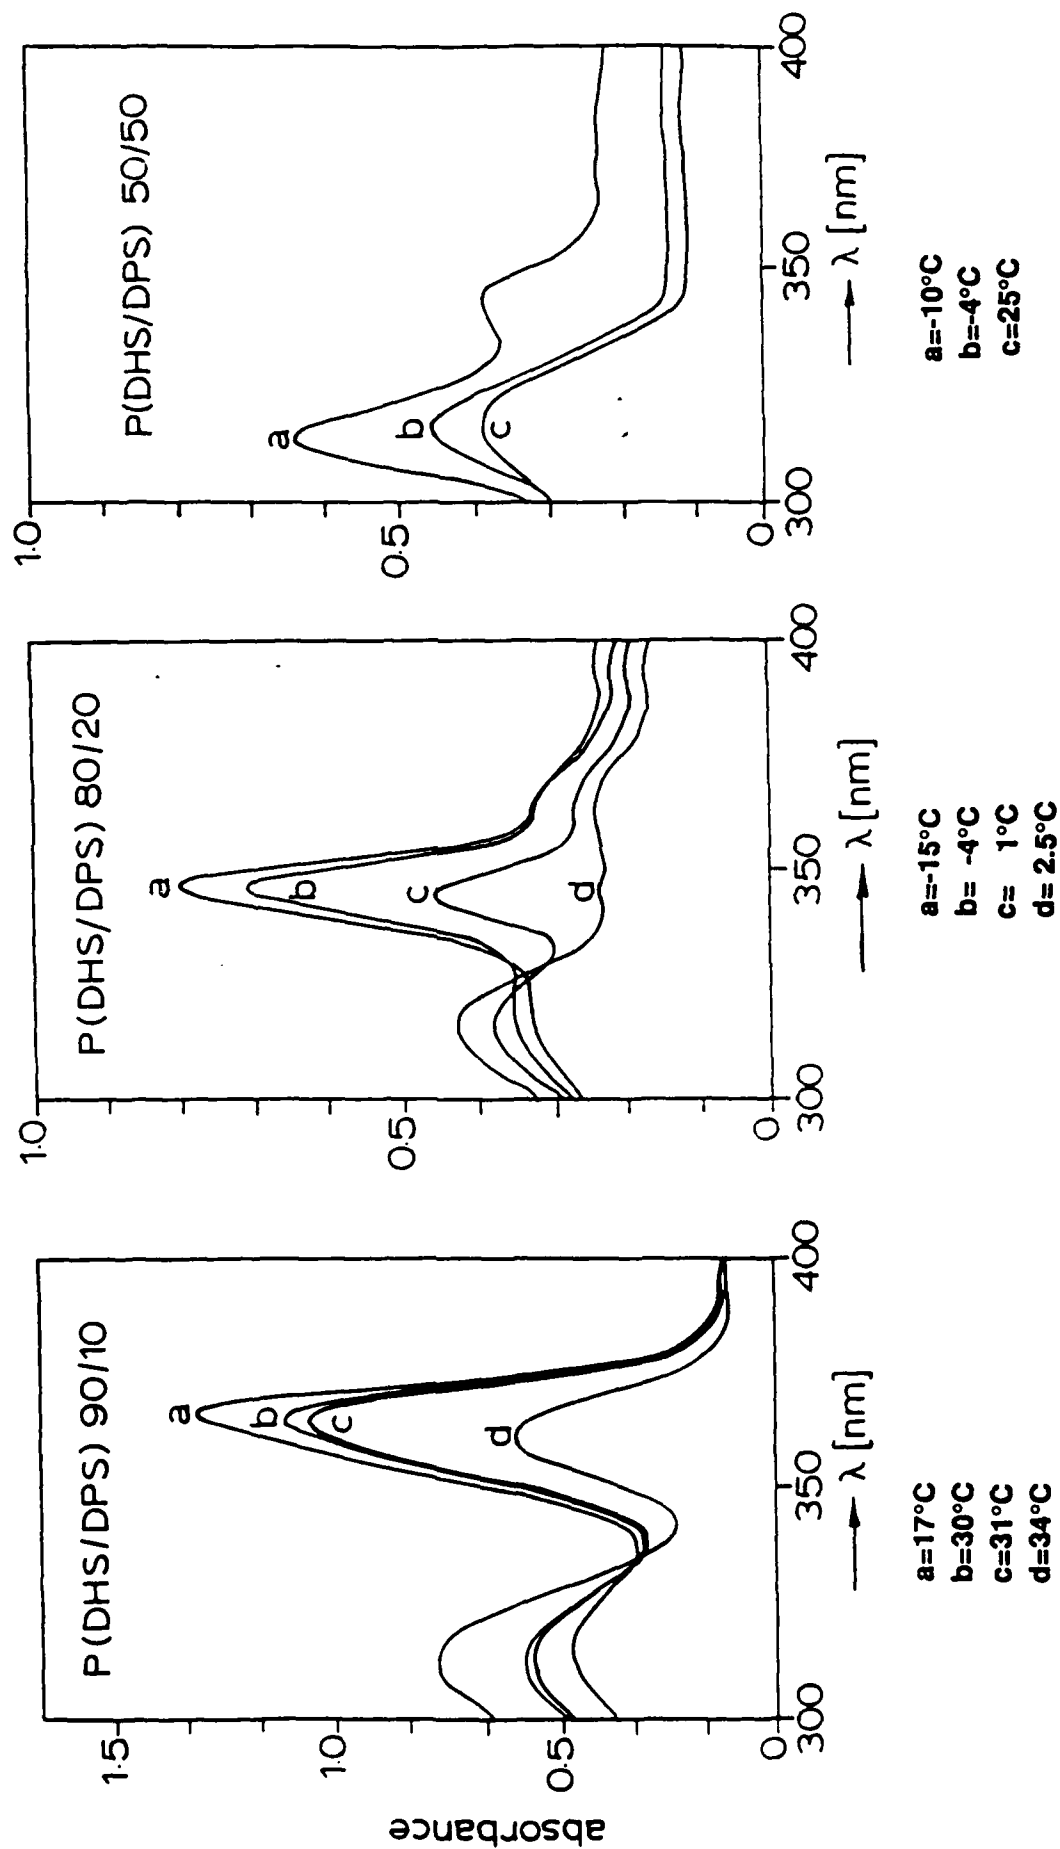 absorbance
P(DHS/DPS) 90/10
1.5
1.0
0.5
0
a
b
c
d
300
350
400
λ [nm]
a=17°C
b=30°C
c=31°C
d=34°C
P(DHS/DPS) 80/20
1.0
0.5
0
a
b
c
d
300
350
400
λ [nm]
a=-15°C
b= -4°C
c= 1°C
d= 2.5°C
P(DHS/DPS) 50/50
1.0
0.5
0
a
b
c
300
350
400
λ [nm]
a=-10°C
b=-4°C
c=25°C